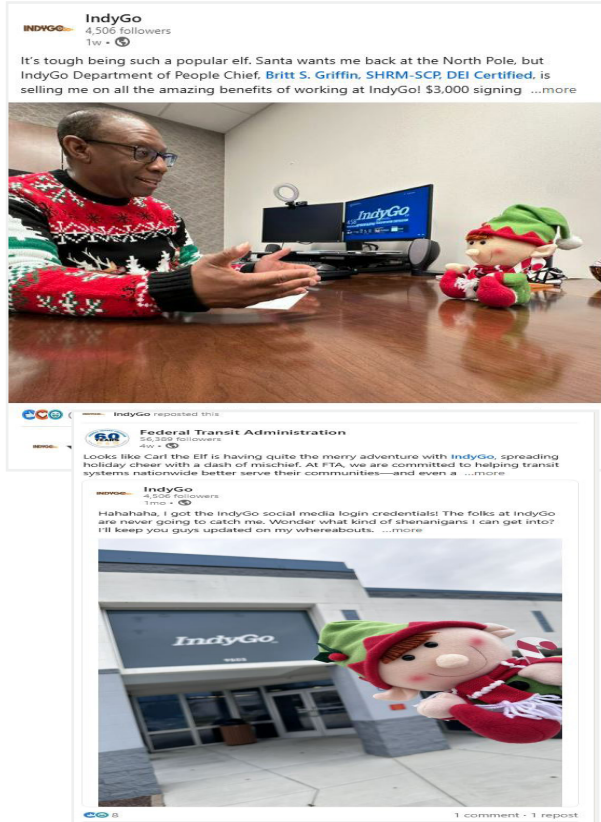 INDYGO
IndyGo
4,506 followers
1w •
It's tough being such a popular elf. Santa wants me back at the North Pole, but
IndyGo Department of People Chief, Britt S. Griffin, SHRM-SCP, DEI Certified, is
selling me on all the amazing benefits of working at IndyGo! $3,000 signing ...more
IndyGo
IndyGo reposted this
60
YEARS
Federal Transit Administration
56,389 followers
4w •
Looks like Carl the Elf is having quite the merry adventure with IndyGo, spreading
holiday cheer with a dash of mischief. At FTA, we are committed to helping transit
systems nationwide better serve their communities—and even a ...more
INDYGO
IndyGo
4,506 followers
1mo •
Hahahaha, I got the IndyGo social media login credentials! The folks at IndyGo
are never going to catch me. Wonder what kind of shenanigans I can get into?
I'll keep you guys updated on my whereabouts. ...more
IndyGo
8
1 comment · 1 repost